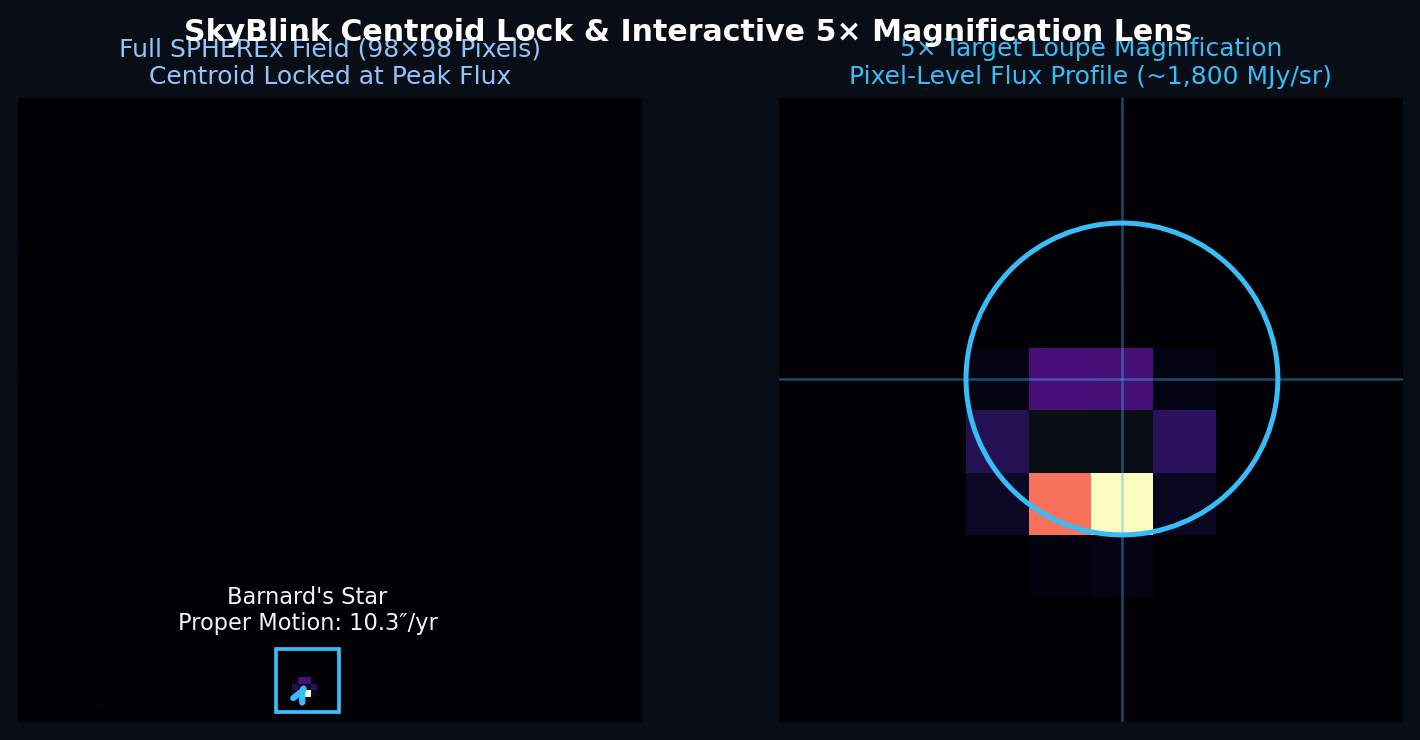 SkyBlink Centroid Lock & Interactive 5× Magnification Lens
Full SPHEREx Field (98×98 Pixels)
Centroid Locked at Peak Flux
5× Target Loupe Magnification
Pixel-Level Flux Profile (~1,800 MJy/sr)
Barnard's Star
Proper Motion: 10.3″/yr